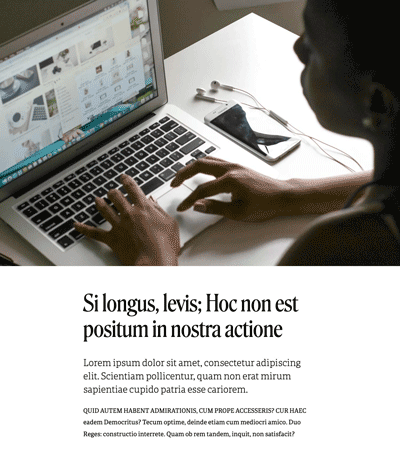 Si longus, levis; Hoc non est
positum in nostra actione
Lorem ipsum dolor sit amet, consectetur adipiscing
elit. Scientiam pollicentur, quam non erat mirum
sapientiae cupido patria esse cariorem.
QUID AUTEM HABENT ADMIRATIONIS, CUM PROPE ACCESSERIS? CUR HAEC
eadem Democritus? Tecum optime, deinde etiam cum mediocri amico. Duo
Reges: constructio interrete. Quam ob rem tandem, inquit, non satisfacit?